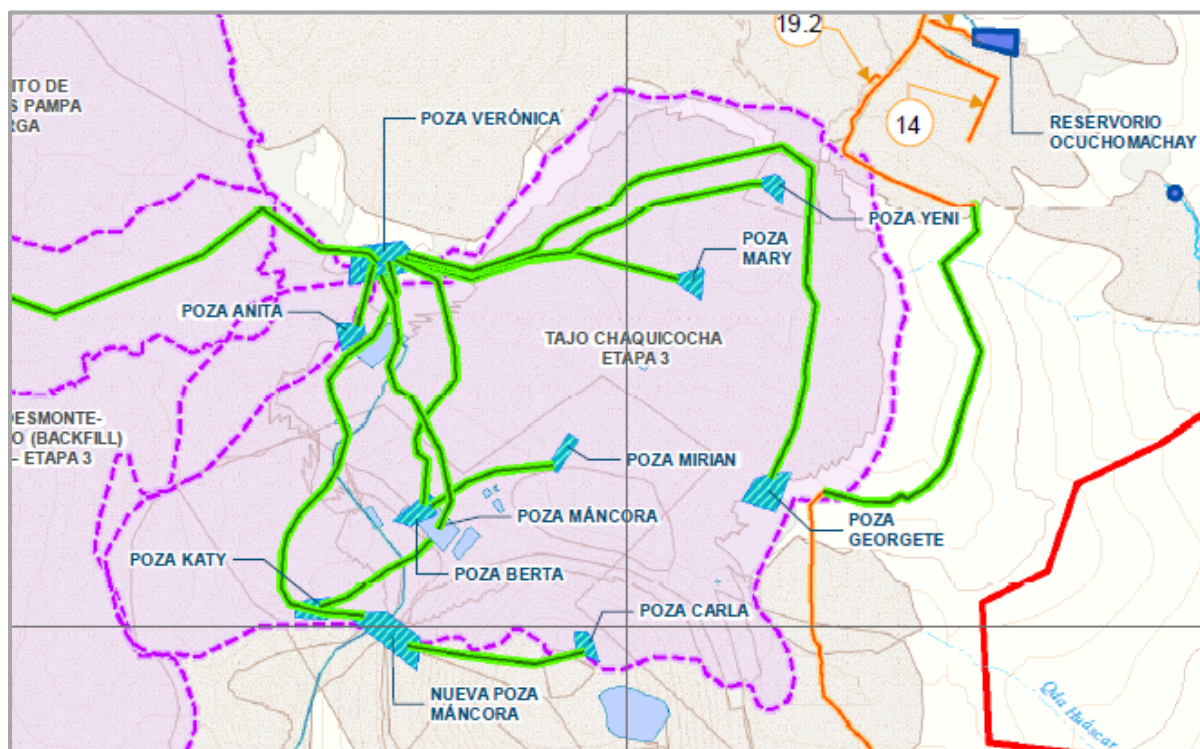 19.2
ITO DE
S PAMPA
RGA
POZA VERÓNICA
14
RESERVORIO
OCUCHOMACHAY
POZA YENI
POZA
MARY
POZA ANITA
TAJO CHAQUICOCHA
ETAPA 3
DESMONTE-
O (BACKFILL)
- ETAPA 3
POZA MIRIAN
POZA MÁNCORA
POZA
GEORGETE
POZA KATY
POZA BERTA
POZA CARLA
NUEVA POZA
MÁNCORA
Qda Huáscar